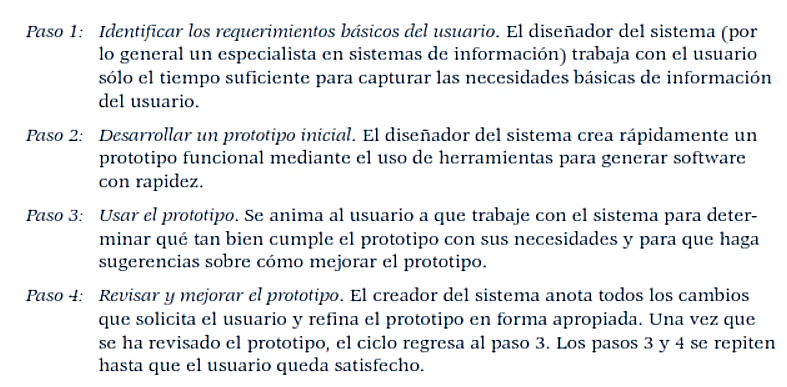 Paso 1: Identificar los requerimientos básicos del usuario. El diseñador del sistema (por
lo general un especialista en sistemas de información) trabaja con el usuario
sólo el tiempo suficiente para capturar las necesidades básicas de información
del usuario.
Paso 2: Desarrollar un prototipo inicial. El diseñador del sistema crea rápidamente un
prototipo funcional mediante el uso de herramientas para generar software
con rapidez.
Paso 3: Usar el prototipo. Se anima al usuario a que trabaje con el sistema para deter-
minar qué tan bien cumple el prototipo con sus necesidades y para que haga
sugerencias sobre cómo mejorar el prototipo.
Paso 4: Revisar y mejorar el prototipo. El creador del sistema anota todos los cambios
que solicita el usuario y refina el prototipo en forma apropiada. Una vez que
se ha revisado el prototipo, el ciclo regresa al paso 3. Los pasos 3 y 4 se repiten
hasta que el usuario queda satisfecho.